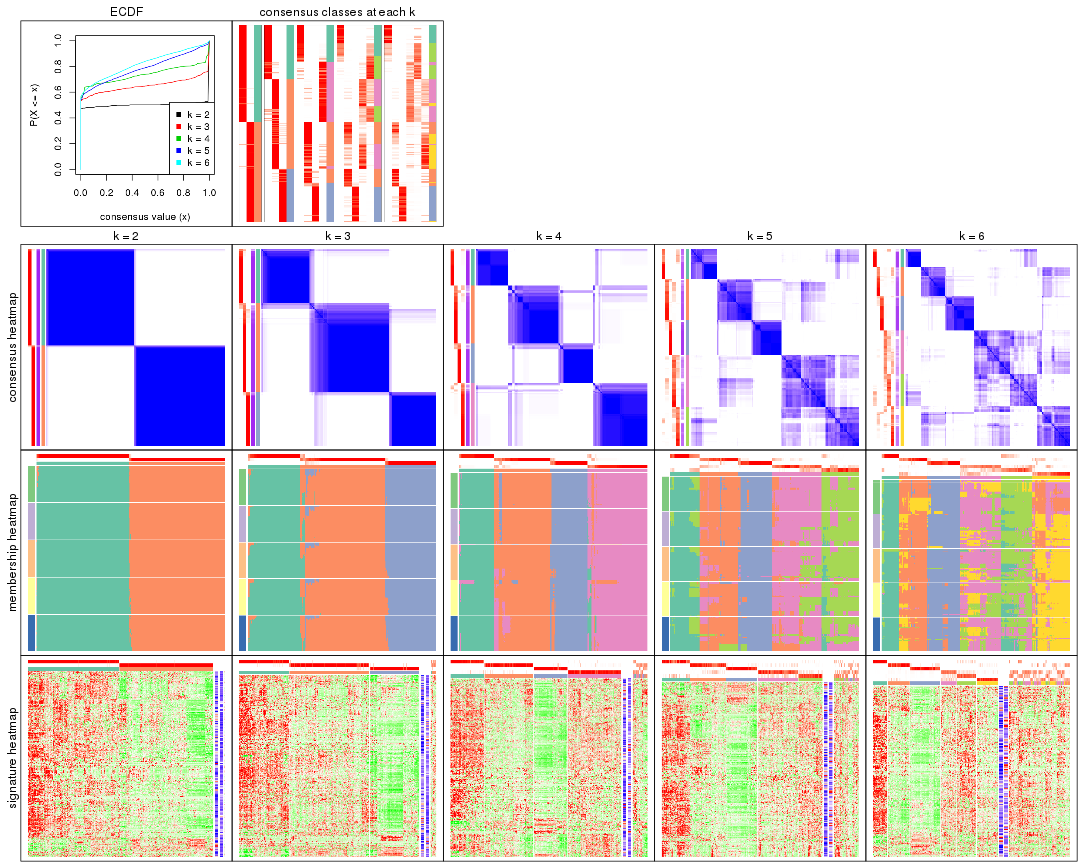 ECDF
consensus classes at each k
P(X <= x)
0.0
0.2
0.4
0.6
0.8
1.0
k = 2
k = 3
k = 4
k = 5
k = 6
0.0 0.2 0.4 0.6 0.8 1.0
consensus value (x)
k = 2
k = 3
k = 4
k = 5
k = 6
consensus heatmap
membership heatmap
signature heatmap